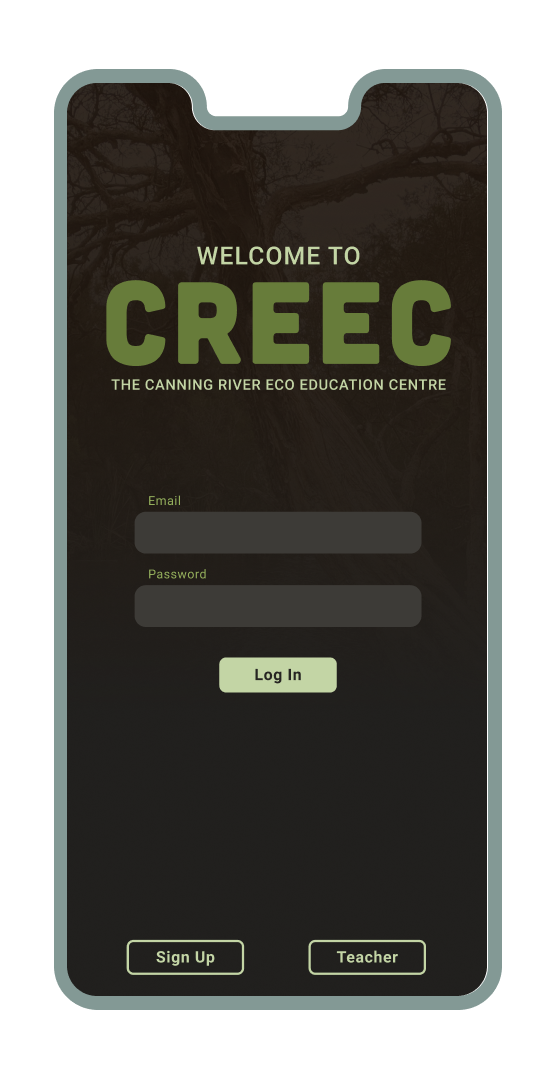 WELCOME TO
CREEC
THE CANNING RIVER ECO EDUCATION CENTRE
Email
Password
Log In
Sign Up
Teacher